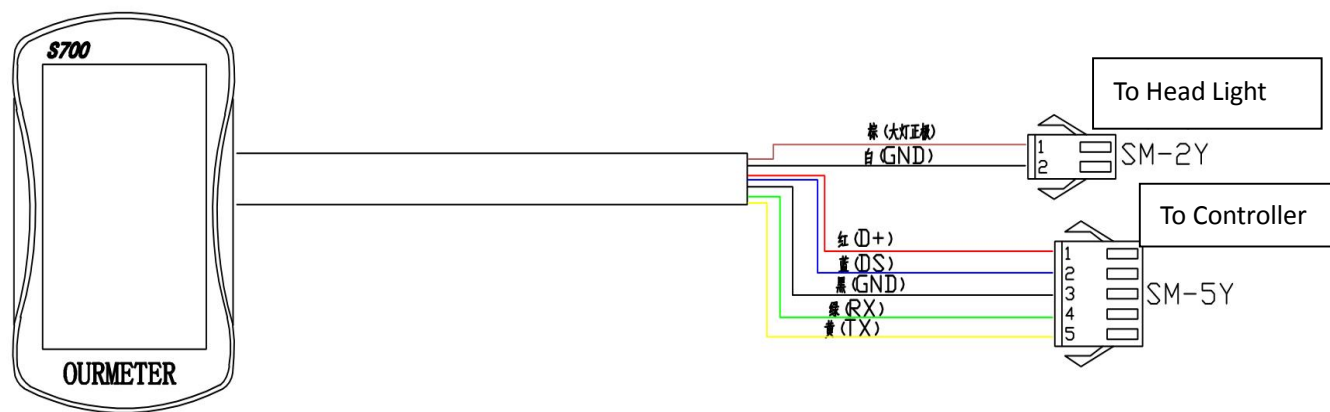 S700
OURMETER
棕(大灯正极)
白(GND)
1
2
SM-2Y
To Head Light
To Controller
红(D+)
蓝(DS)
黑(GND)
绿(RX)
黄(TX)
1
2
3
4
5
SM-5Y